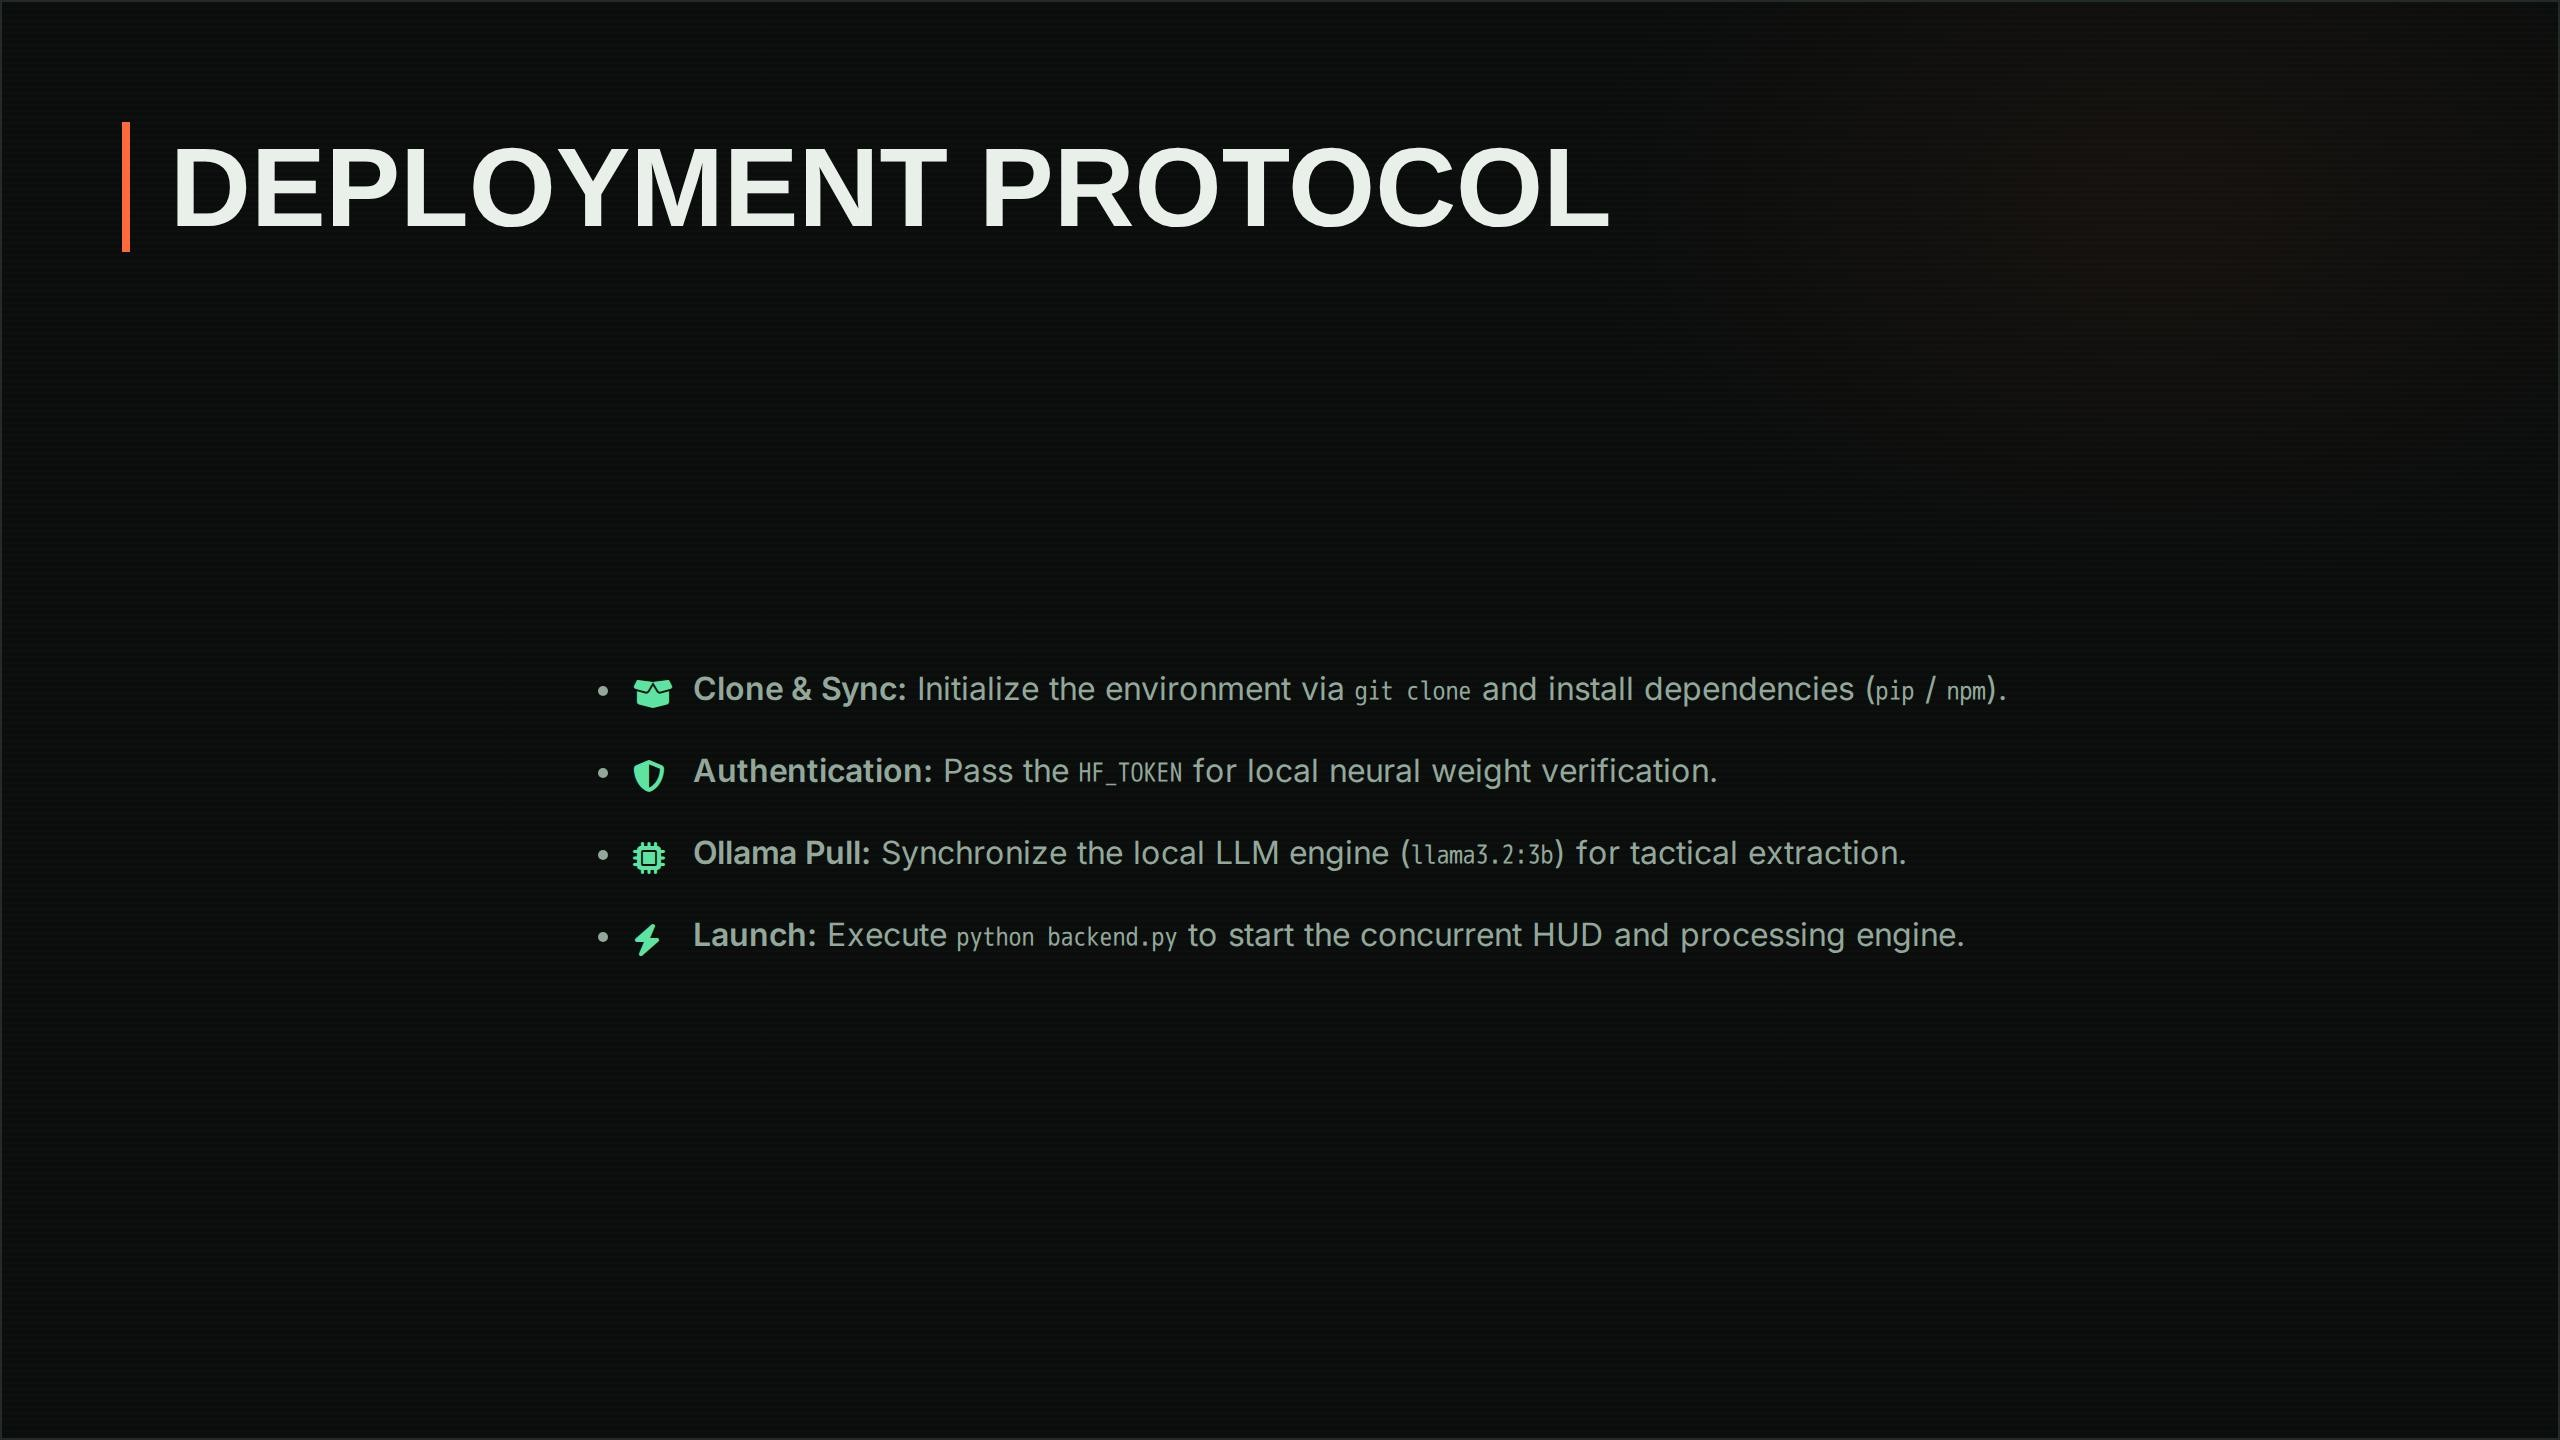 DEPLOYMENT PROTOCOL
• Clone & Sync: Initialize the environment via git clone and install dependencies (pip / npm).
• Authentication: Pass the HF_TOKEN for local neural weight verification.
• Ollama Pull: Synchronize the local LLM engine (llama3.2:3b) for tactical extraction.
• Launch: Execute python backend.py to start the concurrent HUD and processing engine.